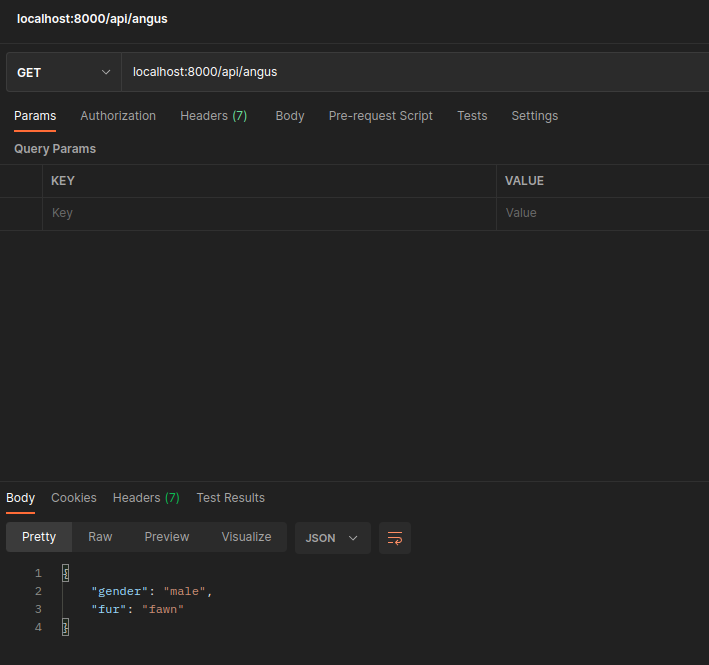 localhost:8000/api/angus
GET localhost:8000/api/angus
Params Authorization Headers (7) Body Pre-request Script Tests Settings
Query Params
KEY VALUE
Key Value
Body Cookies Headers (7) Test Results
Pretty Raw Preview Visualize JSON
1 {
2 "gender": "male",
3 "fur": "fawn"
4 }